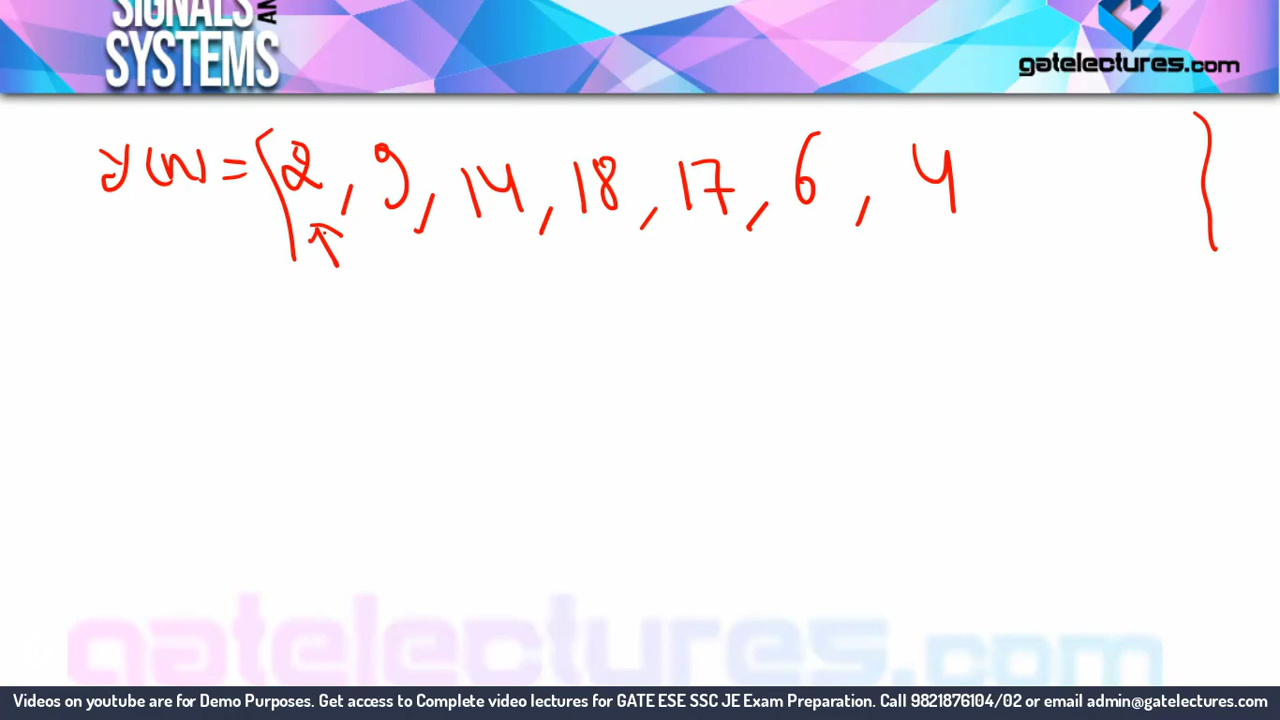 SIGNALS AND
SYSTEMS
gatelectures.com
y(n) = { 2, 9, 14, 18, 17, 6, 4 }
↑
gatelectures.com
Videos on youtube are for Demo Purposes. Get access to Complete video lectures for GATE ESE SSC JE Exam Preparation. Call 9821876104/02 or email admin@gatelectures.com